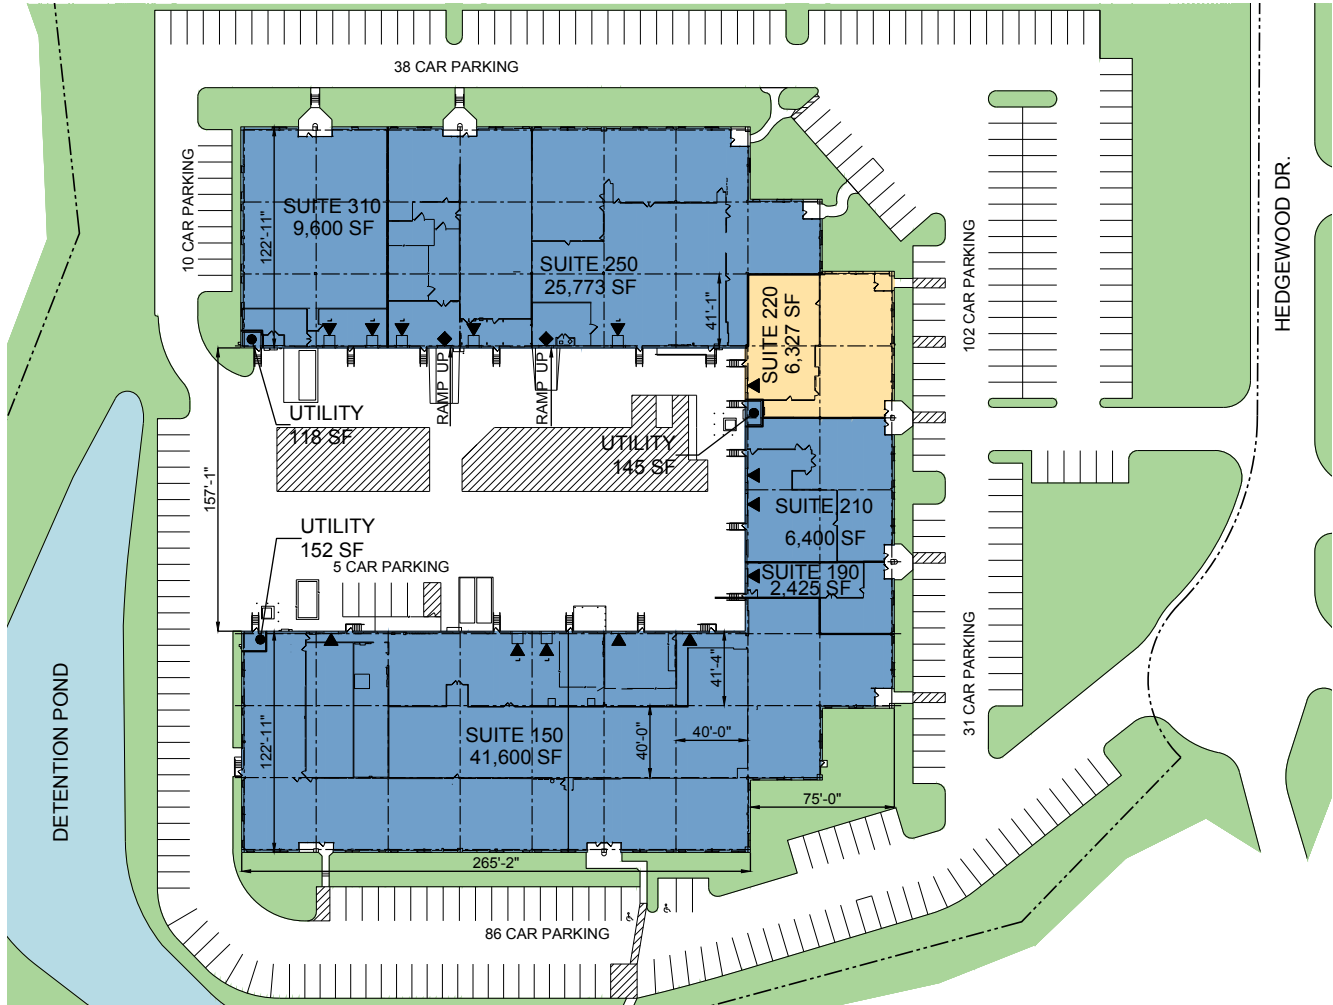 38 CAR PARKING
10 CAR PARKING
122'-11"
SUITE 310
9,600 SF
SUITE 250
25,773 SF
41'-1"
SUITE 220
6,327 SF
102 CAR PARKING
HEDGEWOOD DR.
RAMP UP
RAMP UP
UTILITY
118 SF
UTILITY
145 SF
157'-1"
SUITE 210
6,400 SF
UTILITY
152 SF
5 CAR PARKING
SUITE 190
2,425 SF
31 CAR PARKING
DETENTION POND
41'-4"
122'-11"
SUITE 150
41,600 SF
40'-0"
40'-0"
75'-0"
265'-2"
86 CAR PARKING